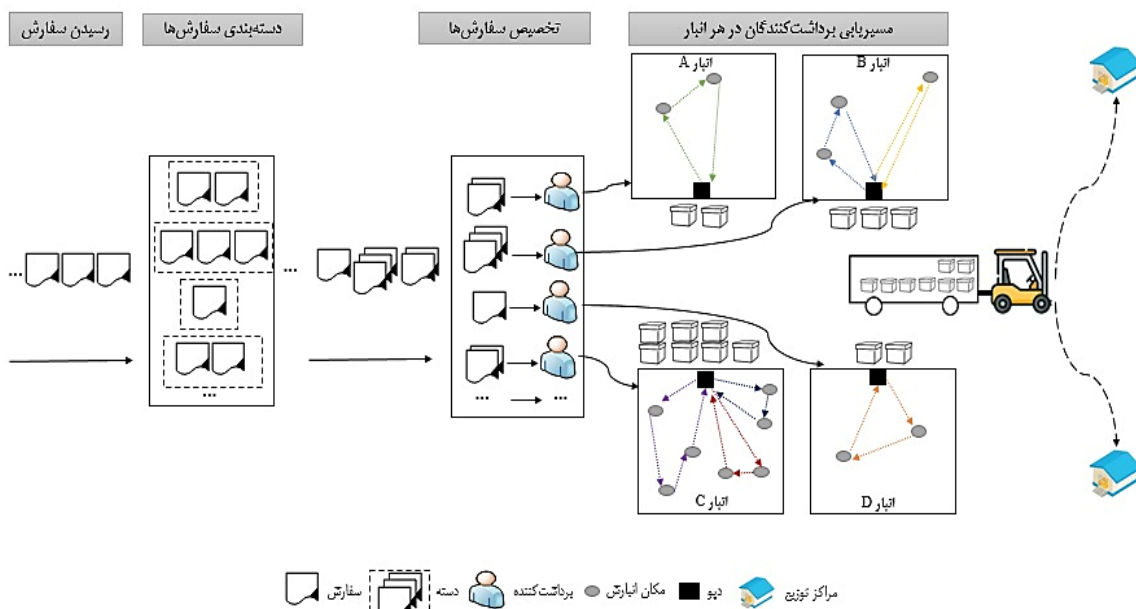 رسیدن سفارش
دسته‌بندی سفارش‌ها
تخصیص سفارش‌ها
مسیریابی برداشت‌کنندگان در هر انبار
انبار A
انبار B
...
...
...
... ...
انبار C
انبار D
سفارش
دسته
برداشت‌کننده
مکان انبارش
دپو
مراکز توزیع